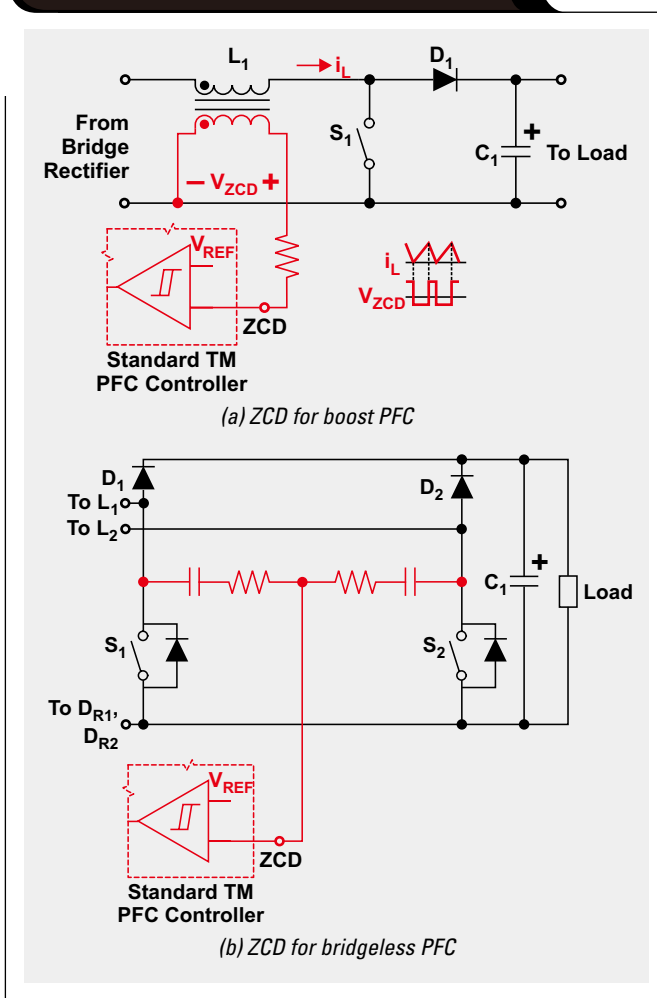 L1
iL
D1
From
Bridge
Rectifier
S1
C1
+
To Load
– VZCD +
VREF
iL
VZCD
ZCD
Standard TM
PFC Controller
(a) ZCD for boost PFC
D1
D2
To L1
To L2
C1
+
Load
S1
S2
To DR1,
DR2
VREF
ZCD
Standard TM
PFC Controller
(b) ZCD for bridgeless PFC